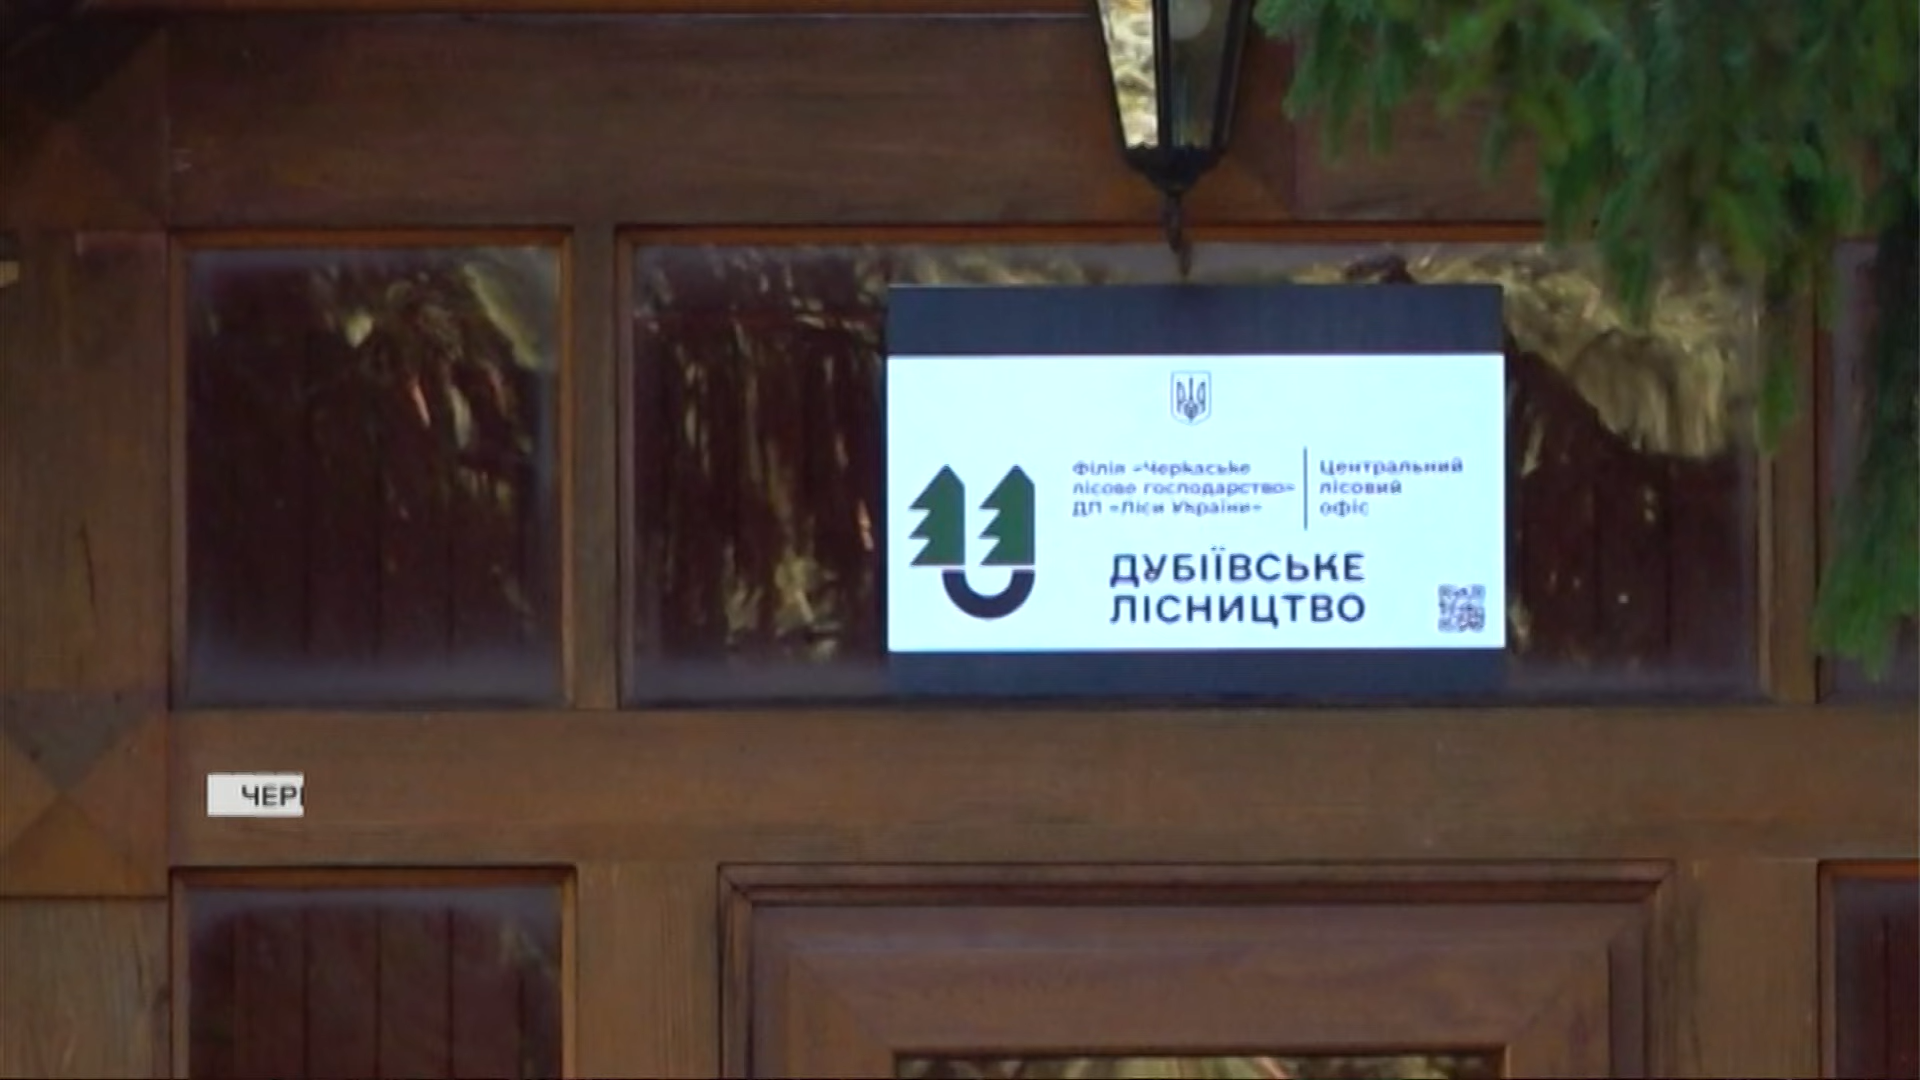 Філія «Черкаське
лісове господарство»
ДП «Ліси України»
Центральний
лісовий
офіс
ДУБІЇВСЬКЕ
ЛІСНИЦТВО
ЧЕР